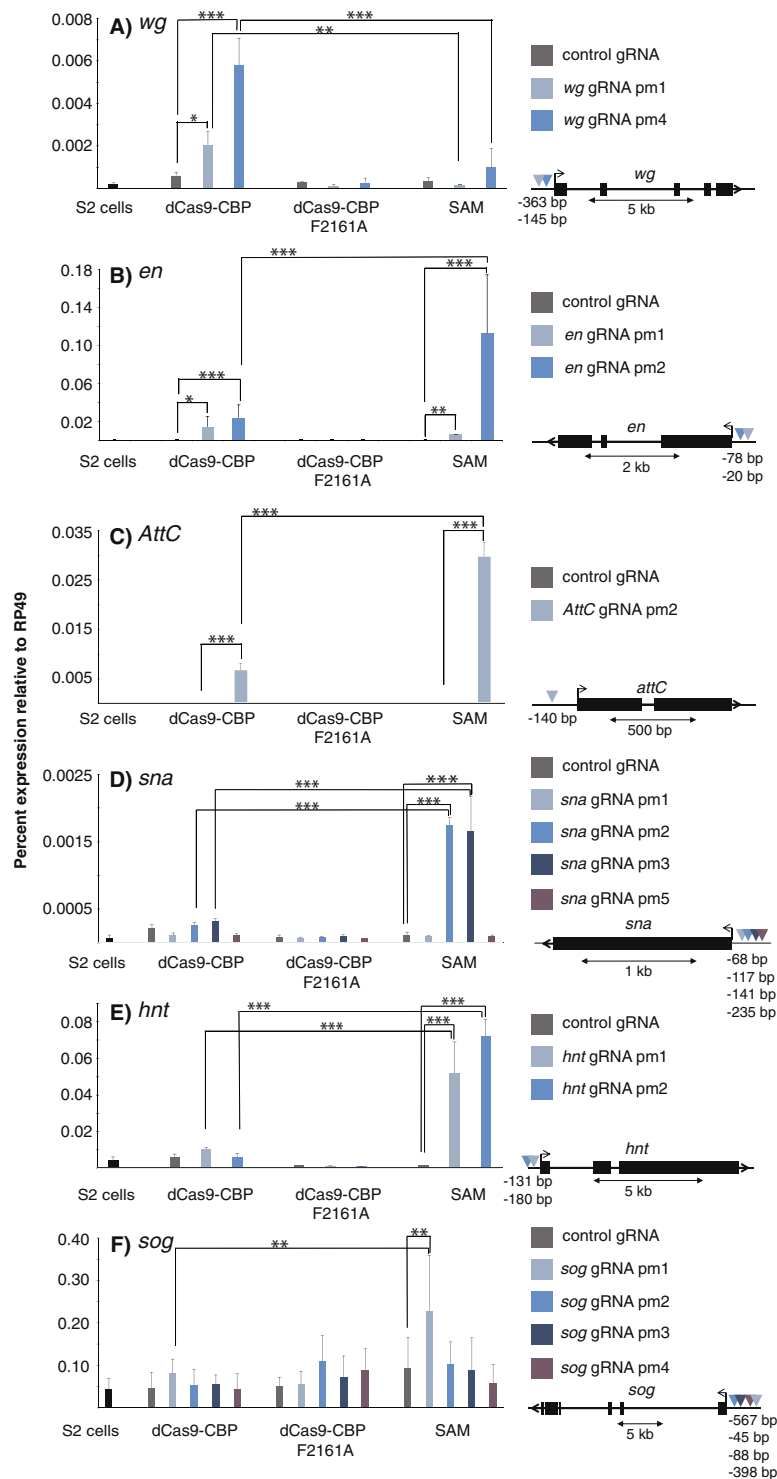 Percent expression relative to RP49
A) wg
0.008
0.006
0.004
0.002
***
***
**
*
S2 cells
dCas9-CBP
dCas9-CBP
F2161A
SAM
control gRNA
wg gRNA pm1
wg gRNA pm4
wg
-363 bp
-145 bp
5 kb
B) en
0.18
0.10
0.06
0.02
***
***
***
*
**
S2 cells
dCas9-CBP
dCas9-CBP
F2161A
SAM
control gRNA
en gRNA pm1
en gRNA pm2
en
2 kb
-78 bp
-20 bp
C) AttC
0.035
0.025
0.015
0.005
***
***
***
S2 cells
dCas9-CBP
dCas9-CBP
F2161A
SAM
control gRNA
AttC gRNA pm2
attC
-140 bp
500 bp
D) sna
0.0025
0.0015
0.0005
***
***
***
***
S2 cells
dCas9-CBP
dCas9-CBP
F2161A
SAM
control gRNA
sna gRNA pm1
sna gRNA pm2
sna gRNA pm3
sna gRNA pm5
sna
1 kb
-68 bp
-117 bp
-141 bp
-235 bp
E) hnt
0.08
0.06
0.04
0.01
***
***
***
***
S2 cells
dCas9-CBP
dCas9-CBP
F2161A
SAM
control gRNA
hnt gRNA pm1
hnt gRNA pm2
hnt
-131 bp
-180 bp
5 kb
F) sog
0.40
0.30
0.20
0.10
**
**
S2 cells
dCas9-CBP
dCas9-CBP
F2161A
SAM
control gRNA
sog gRNA pm1
sog gRNA pm2
sog gRNA pm3
sog gRNA pm4
sog
5 kb
-567 bp
-45 bp
-88 bp
-398 bp